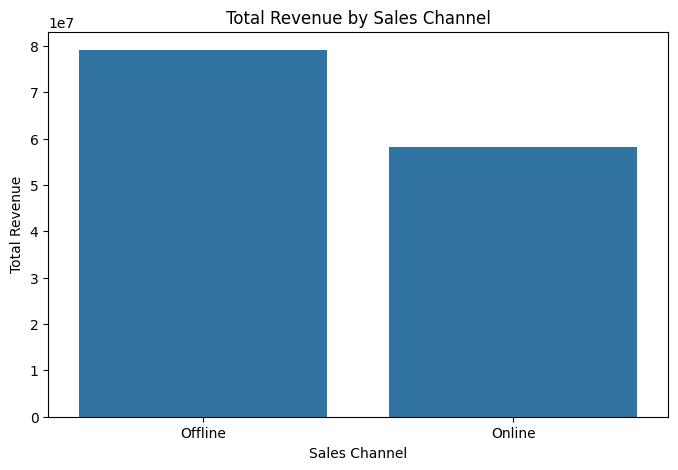 Total Revenue by Sales Channel
1e7
8
7
6
5
4
3
2
1
0
Total Revenue
Offline
Online
Sales Channel